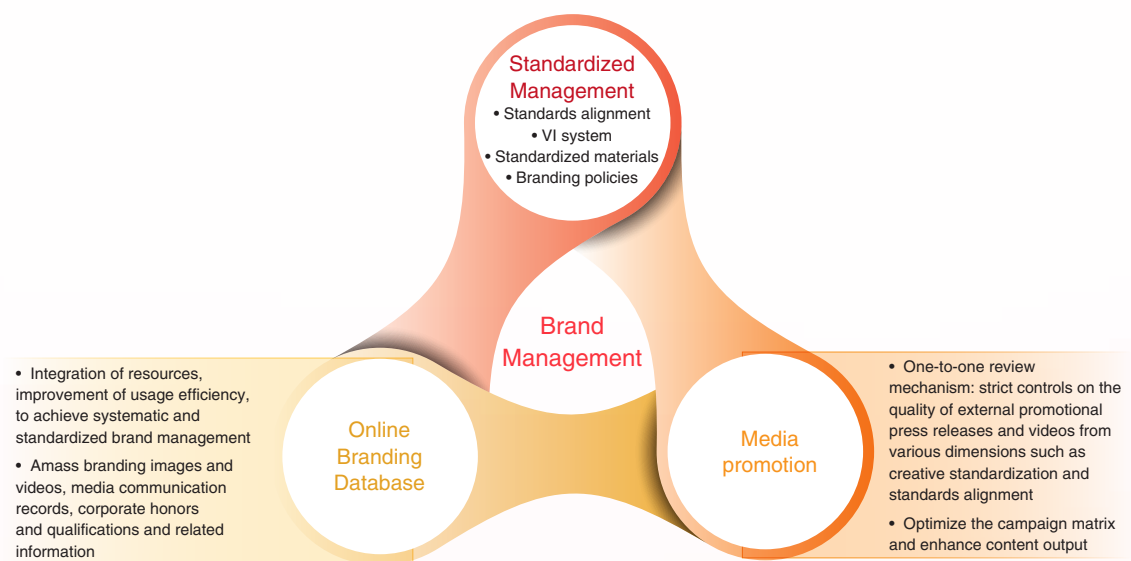 Standardized
Management
• Standards alignment
• VI system
• Standardized materials
• Branding policies
Brand
Management
• Integration of resources,
improvement of usage efficiency,
to achieve systematic and
standardized brand management
• Amass branding images and
videos, media communication
records, corporate honors
and qualifications and related
information
Online
Branding
Database
Media
promotion
• One-to-one review
mechanism: strict controls on the
quality of external promotional
press releases and videos from
various dimensions such as
creative standardization and
standards alignment
• Optimize the campaign matrix
and enhance content output